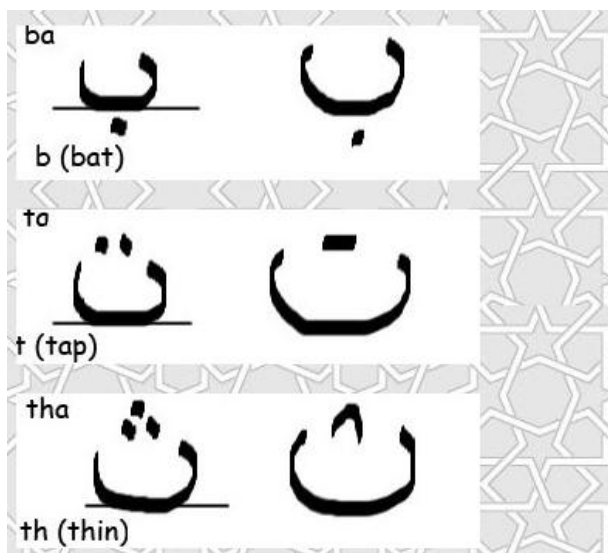 ba
ب ب
b (bat)
ta
ت ت
t (tap)
tha
ث ث
th (thin)